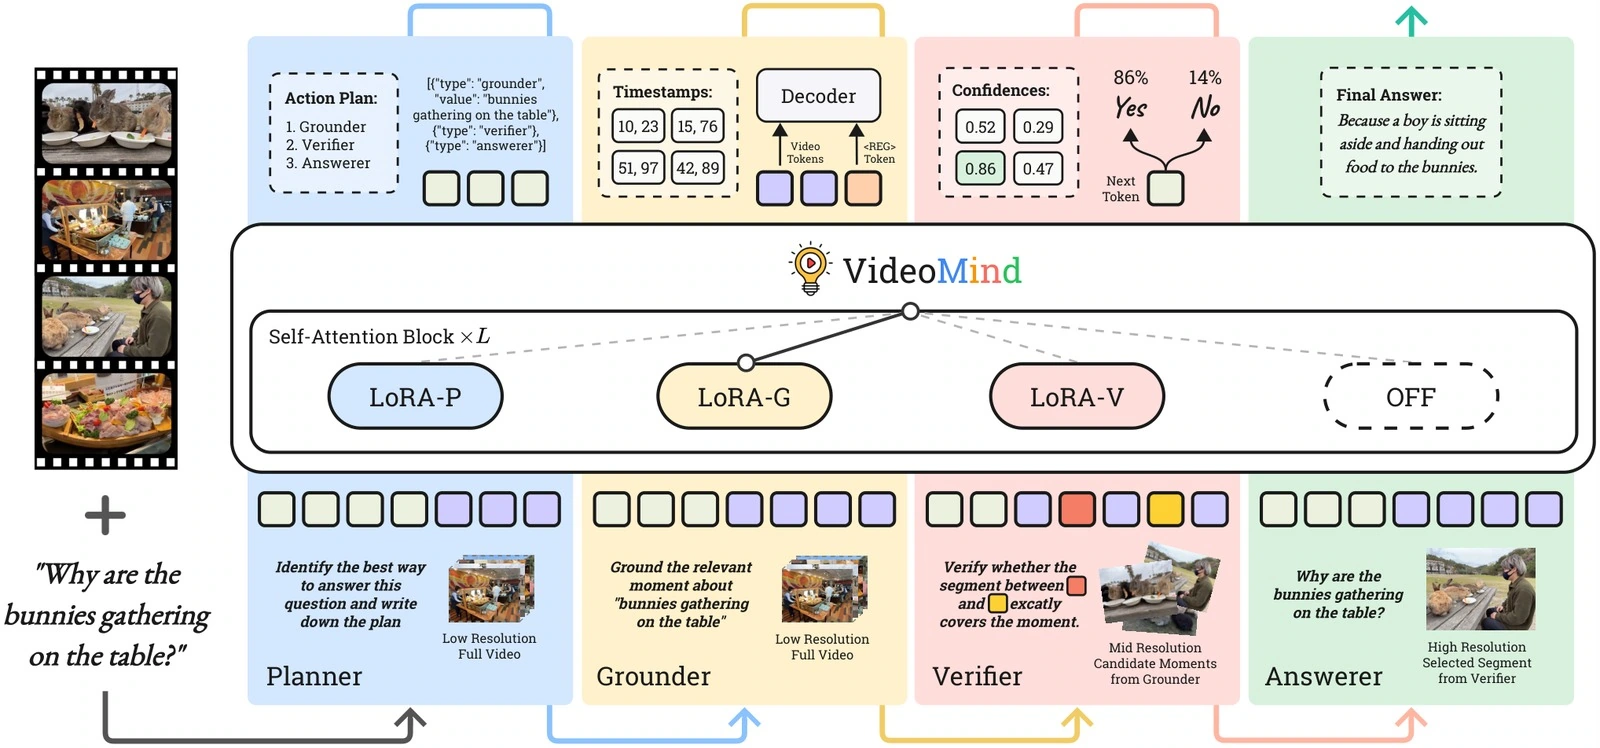 "Why are the
bunnies gathering
on the table?"
Action Plan:
1. Grounder
2. Verifier
3. Answerer
[{"type": "grounder",
"value": "bunnies
gathering on the table"},
{"type": "verifier"},
{"type": "answerer"}]
Timestamps:
10, 23
15, 76
51, 97
42, 89
Decoder
Video
Tokens
<REG>
Token
Confidences:
0.52
0.29
0.86
0.47
86%
14%
Yes
No
Next
Token
Final Answer:
Because a boy is sitting
aside and handing out
food to the bunnies.
VideoMind
Self-Attention Block ×L
LoRA-P
LoRA-G
LoRA-V
OFF
Identify the best way
to answer this
question and write
down the plan
Low Resolution
Full Video
Planner
Ground the relevant
moment about
"bunnies gathering
on the table"
Low Resolution
Full Video
Grounder
Verify whether the
segment between
and excatly
covers the moment.
Mid Resolution
Candidate Moments
from Grounder
Verifier
Why are the
bunnies gathering
on the table?
High Resolution
Selected Segment
from Verifier
Answerer